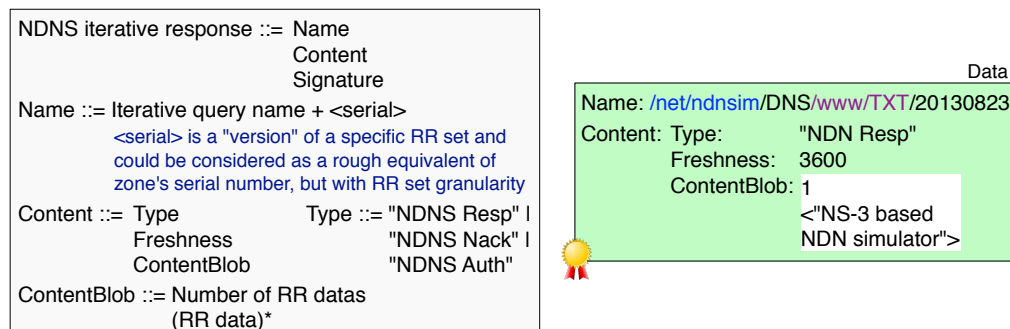 NDNS iterative response ::= Name
Content
Signature
Name ::= Iterative query name + <serial>
<serial> is a "version" of a specific RR set and
could be considered as a rough equivalent of
zone's serial number, but with RR set granularity
Content ::= Type Type ::= "NDNS Resp" |
Freshness "NDNS Nack" |
ContentBlob "NDNS Auth"
ContentBlob ::= Number of RR datas
(RR data)*
Data
Name: /net/ndnsim/DNS/www/TXT/20130823
Content: Type: "NDN Resp"
Freshness: 3600
ContentBlob: 1
<"NS-3 based
NDN simulator">